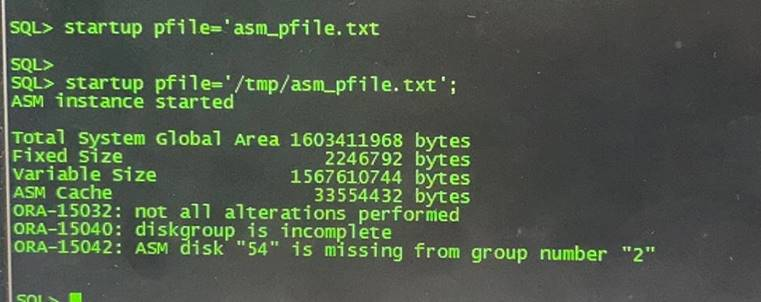 SQL> startup pfile='asm_pfile.txt
SQL>
SQL> startup pfile='/tmp/asm_pfile.txt';
ASM instance started
Total System Global Area 1603411968 bytes
Fixed Size 2246792 bytes
Variable Size 1567610744 bytes
ASM Cache 33554432 bytes
ORA-15032: not all alterations performed
ORA-15040: diskgroup is incomplete
ORA-15042: ASM disk "54" is missing from group number "2"
SQL>